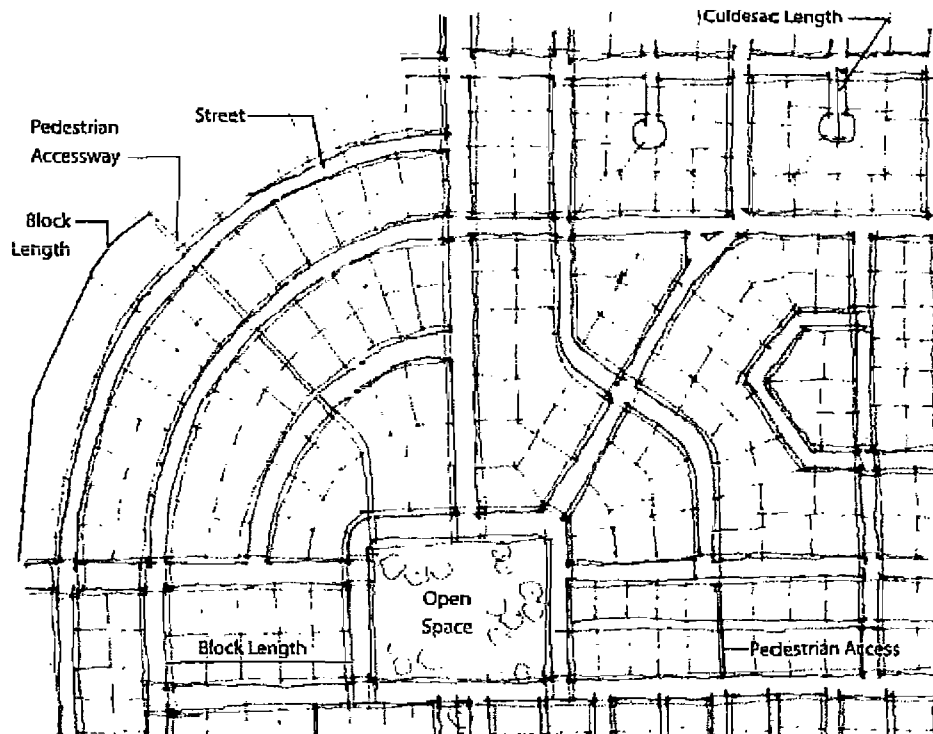 Culdesac Length
Street
Pedestrian
Accessway
Block
Length
Open
Space
Block Length
Pedestrian Access